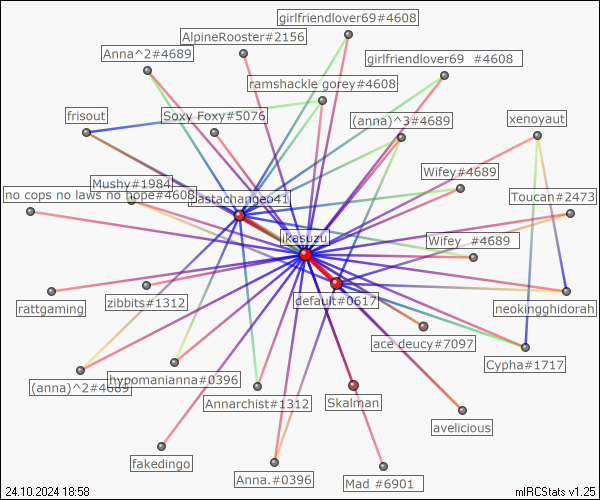 girlfriendlover69#4608
AlpineRooster#2156
Anna^2#4689
girlfriendlover69 #4608
ramshackle gorey#4608
frisout
Soxy Foxy#5076
(anna)^3#4689
xenoyaut
Wifey#4689
Mushy#1984
no cops no laws no hope#4608
pastachange041
Toucan#2473
ikasuzu
Wifey #4689
default#0617
rattgaming
zibbits#1312
neokingghidorah
ace deucy#7097
Cypha#1717
(anna)^2#4689
hypomanianna#0396
Annarchist#1312
Skalman
avelicious
fakedingo
Anna.#0396
Mad #6901
24.10.2024 18:58
mIRCStats v1.25